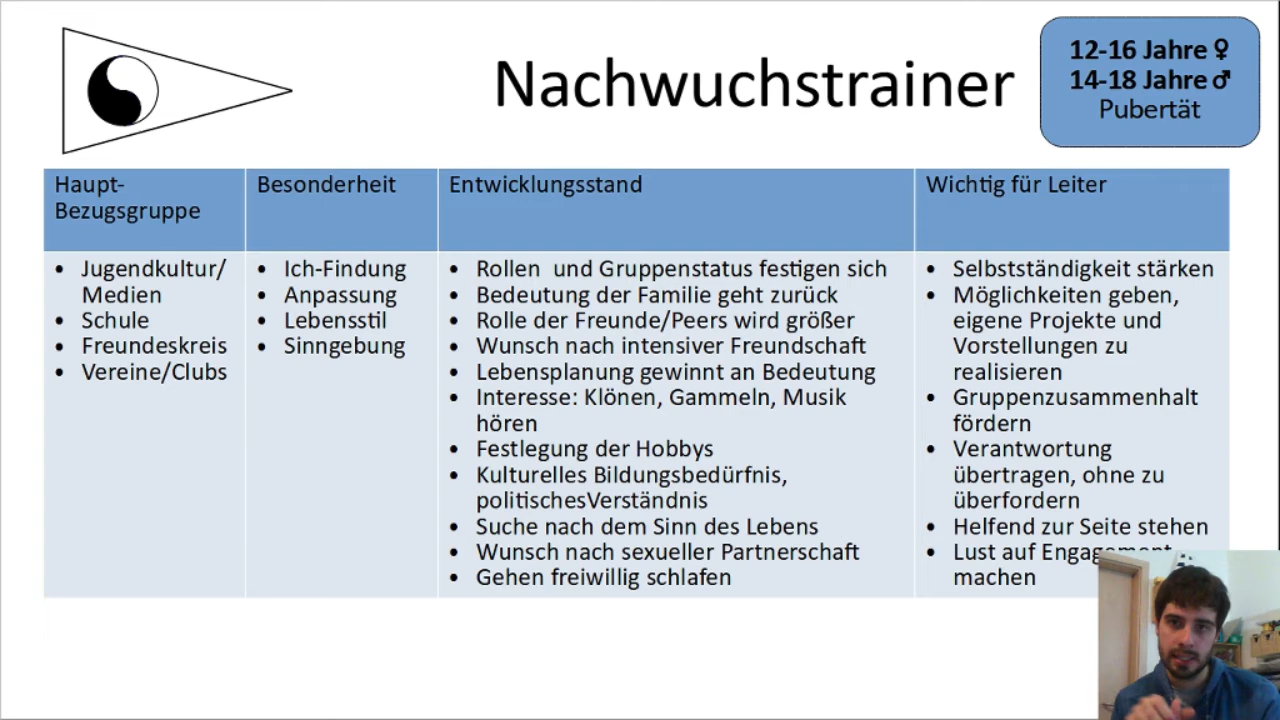 Nachwuchstrainer
12-16 Jahre ♀
14-18 Jahre ♂
Pubertät
Haupt-
Bezugsgruppe
Besonderheit
Entwicklungsstand
Wichtig für Leiter
• Jugendkultur/
Medien
• Schule
• Freundeskreis
• Vereine/Clubs
• Ich-Findung
• Anpassung
• Lebensstil
• Sinngebung
• Rollen und Gruppenstatus festigen sich
• Bedeutung der Familie geht zurück
• Rolle der Freunde/Peers wird größer
• Wunsch nach intensiver Freundschaft
• Lebensplanung gewinnt an Bedeutung
• Interesse: Klönen, Gammeln, Musik
hören
• Festlegung der Hobbys
• Kulturelles Bildungsbedürfnis,
politischesVerständnis
• Suche nach dem Sinn des Lebens
• Wunsch nach sexueller Partnerschaft
• Gehen freiwillig schlafen
• Selbstständigkeit stärken
• Möglichkeiten geben,
eigene Projekte und
Vorstellungen zu
realisieren
• Gruppenzusammenhalt
fördern
• Verantwortung
übertragen, ohne zu
überfordern
• Helfend zur Seite stehen
• Lust auf Engagement
machen